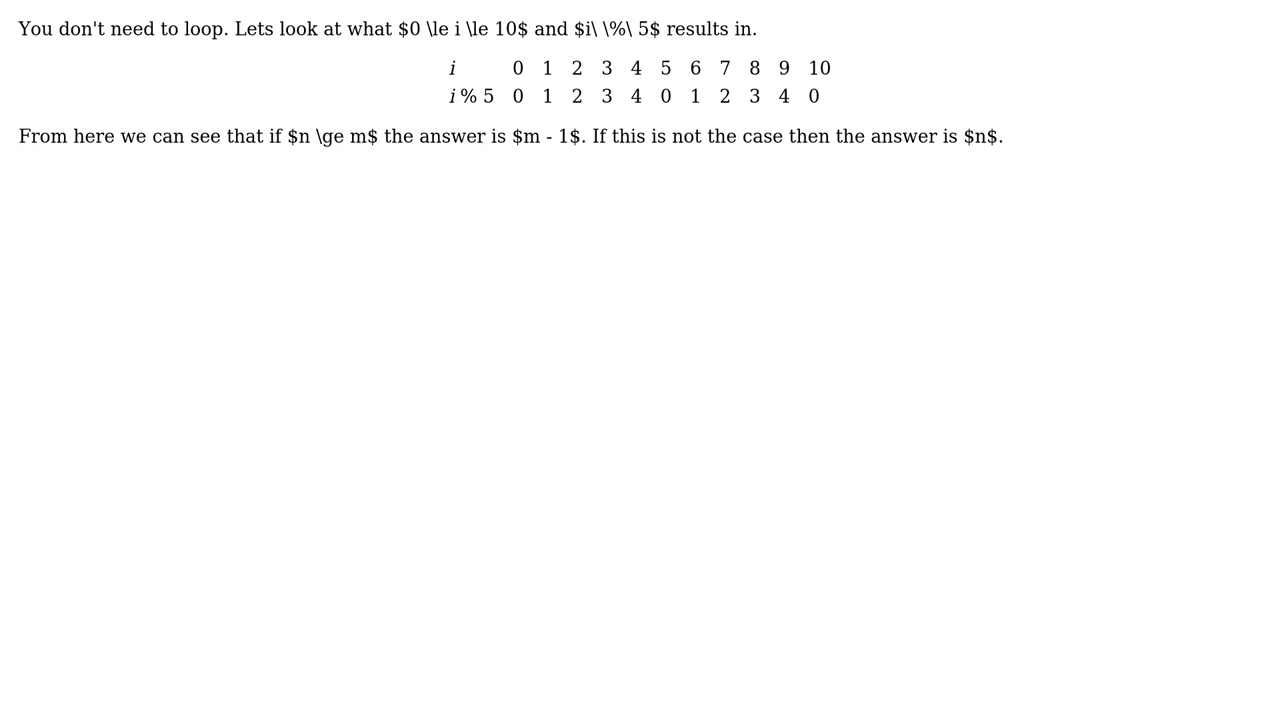 You don't need to loop. Lets look at what $0 \le i \le 10$ and $i\ \%\ 5$ results in.
i 0 1 2 3 4 5 6 7 8 9 10
i % 5 0 1 2 3 4 0 1 2 3 4 0
From here we can see that if $n \ge m$ the answer is $m - 1$. If this is not the case then the answer is $n$.